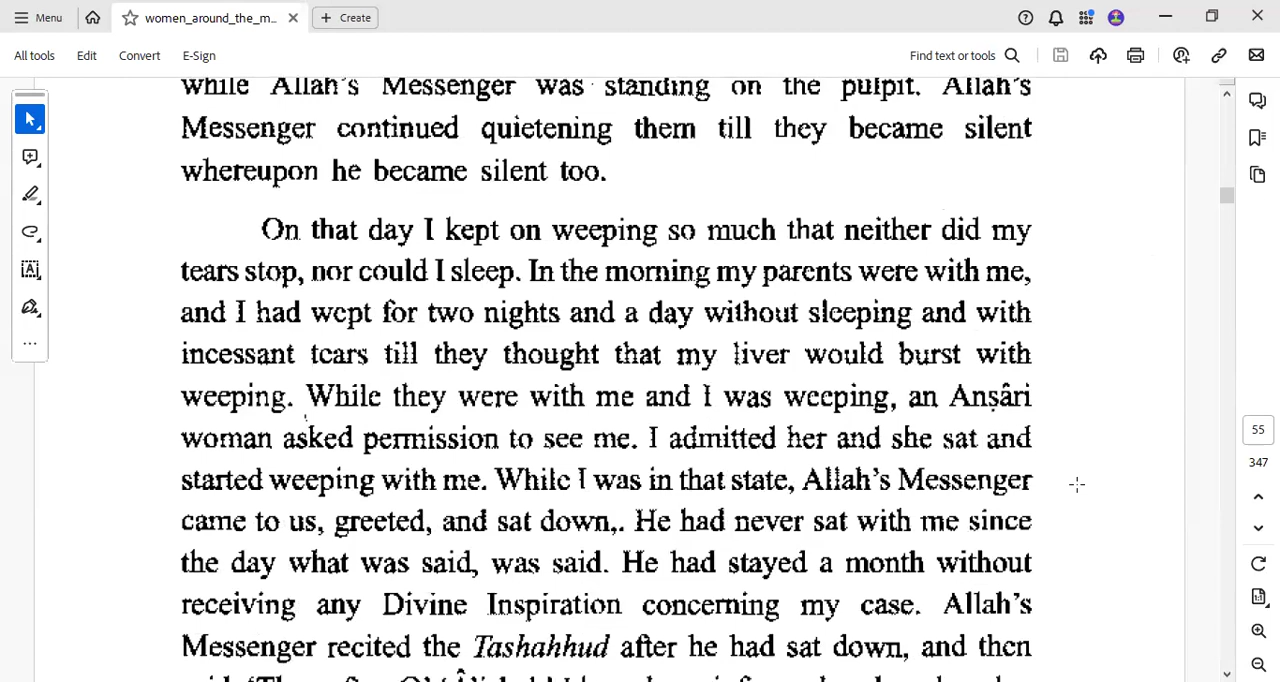 Menu
women_around_the_m...
Create
All tools
Edit
Convert
E-Sign
Find text or tools
while Allah's Messenger was standing on the pulpit. Allah's
Messenger continued quietening them till they became silent
whereupon he became silent too.
On that day I kept on weeping so much that neither did my
tears stop, nor could I sleep. In the morning my parents were with me,
and I had wept for two nights and a day without sleeping and with
incessant tears till they thought that my liver would burst with
weeping. While they were with me and I was weeping, an Anṣâri
woman asked permission to see me. I admitted her and she sat and
started weeping with me. While I was in that state, Allah's Messenger
came to us, greeted, and sat down,. He had never sat with me since
the day what was said, was said. He had stayed a month without
receiving any Divine Inspiration concerning my case. Allah's
Messenger recited the Tashahhud after he had sat down, and then
55
347